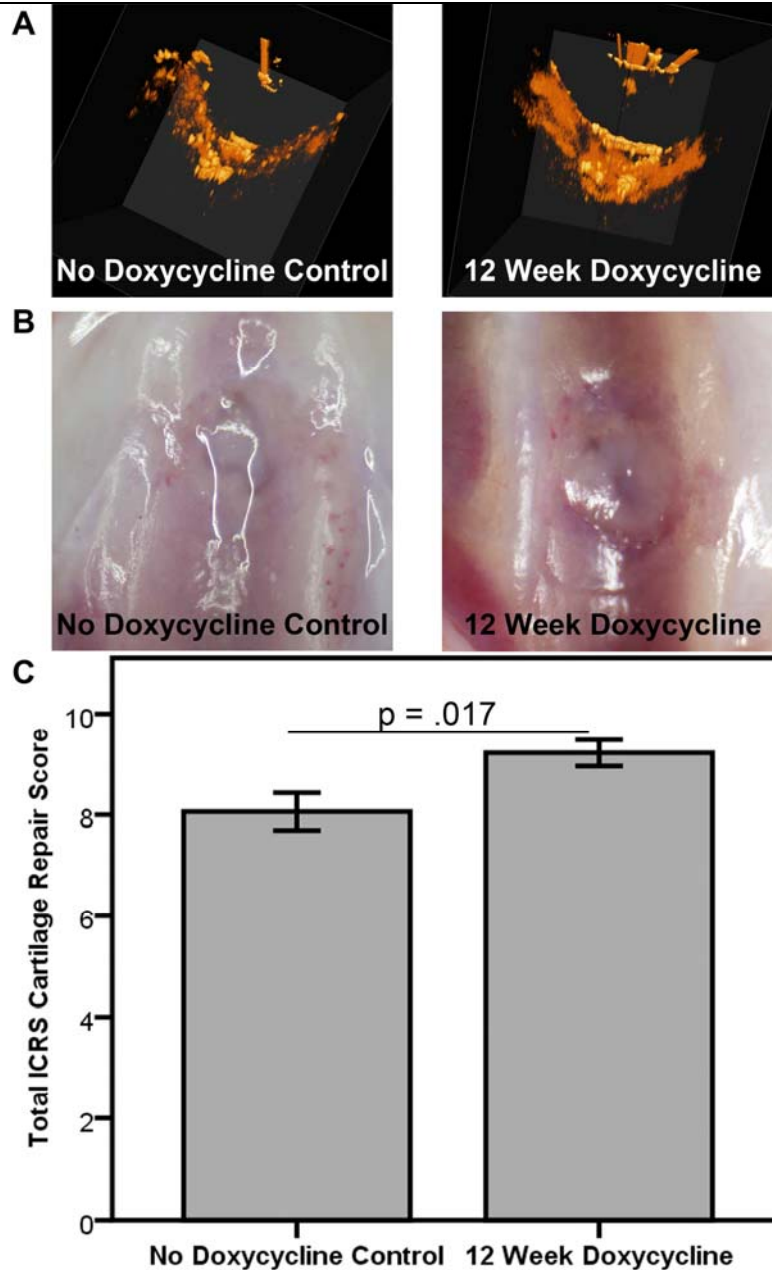 A
No Doxycycline Control
12 Week Doxycycline
B
No Doxycycline Control
12 Week Doxycycline
C
Total ICRS Cartilage Repair Score
10
8
6
4
2
0
p = .017
No Doxycycline Control
12 Week Doxycycline